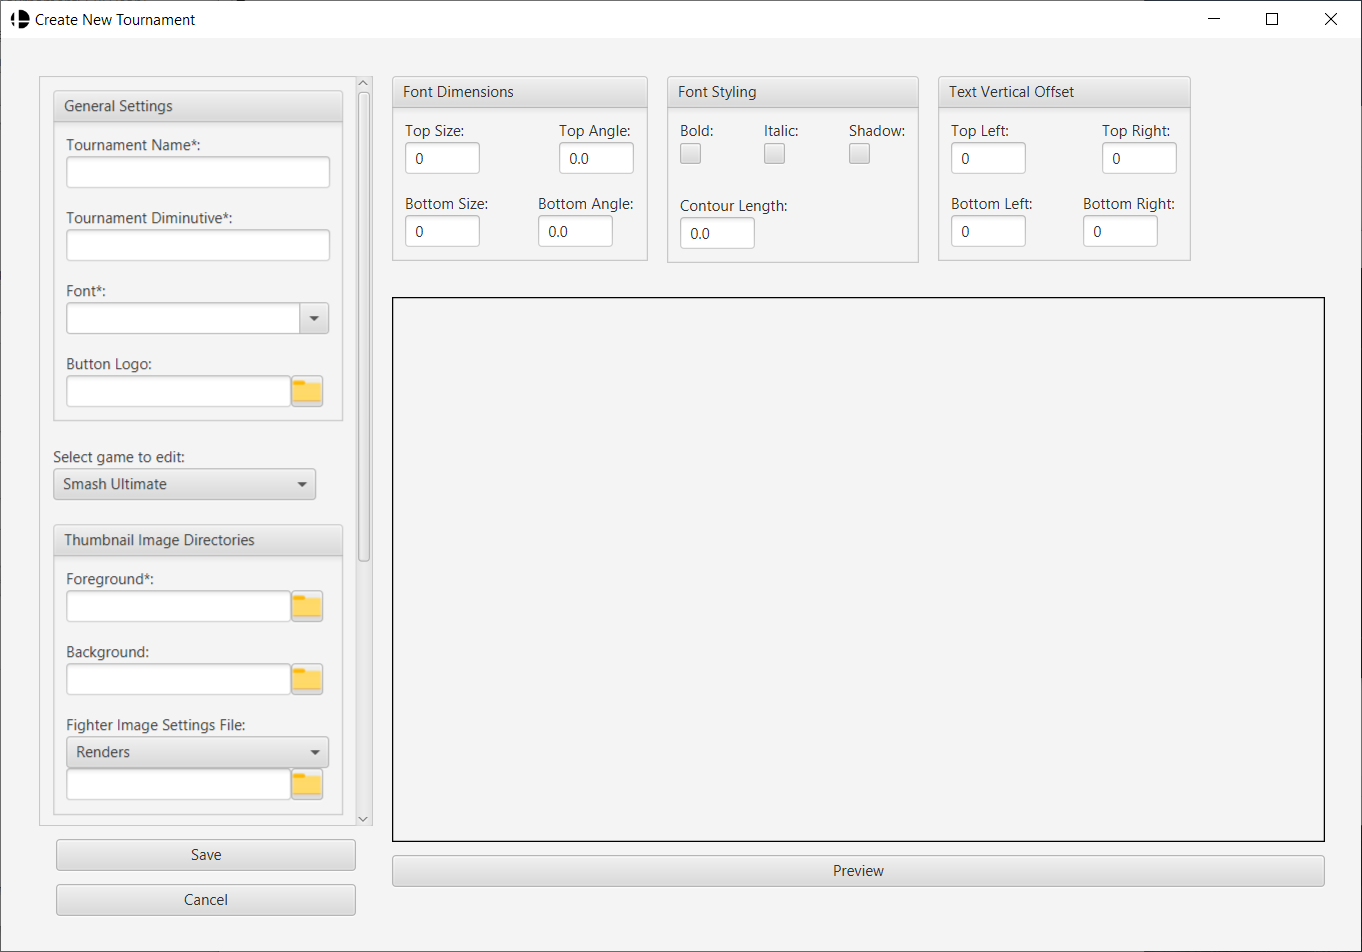 Create New Tournament
General Settings
Tournament Name*:
Tournament Diminutive*:
Font*:
Button Logo:
Select game to edit:
Smash Ultimate
Thumbnail Image Directories
Foreground*:
Background:
Fighter Image Settings File:
Renders
Save
Cancel
Font Dimensions
Top Size: Top Angle:
0 0.0
Bottom Size: Bottom Angle:
0 0.0
Font Styling
Bold: Italic: Shadow:
Contour Length:
0.0
Text Vertical Offset
Top Left: Top Right:
0 0
Bottom Left: Bottom Right:
0 0
Preview